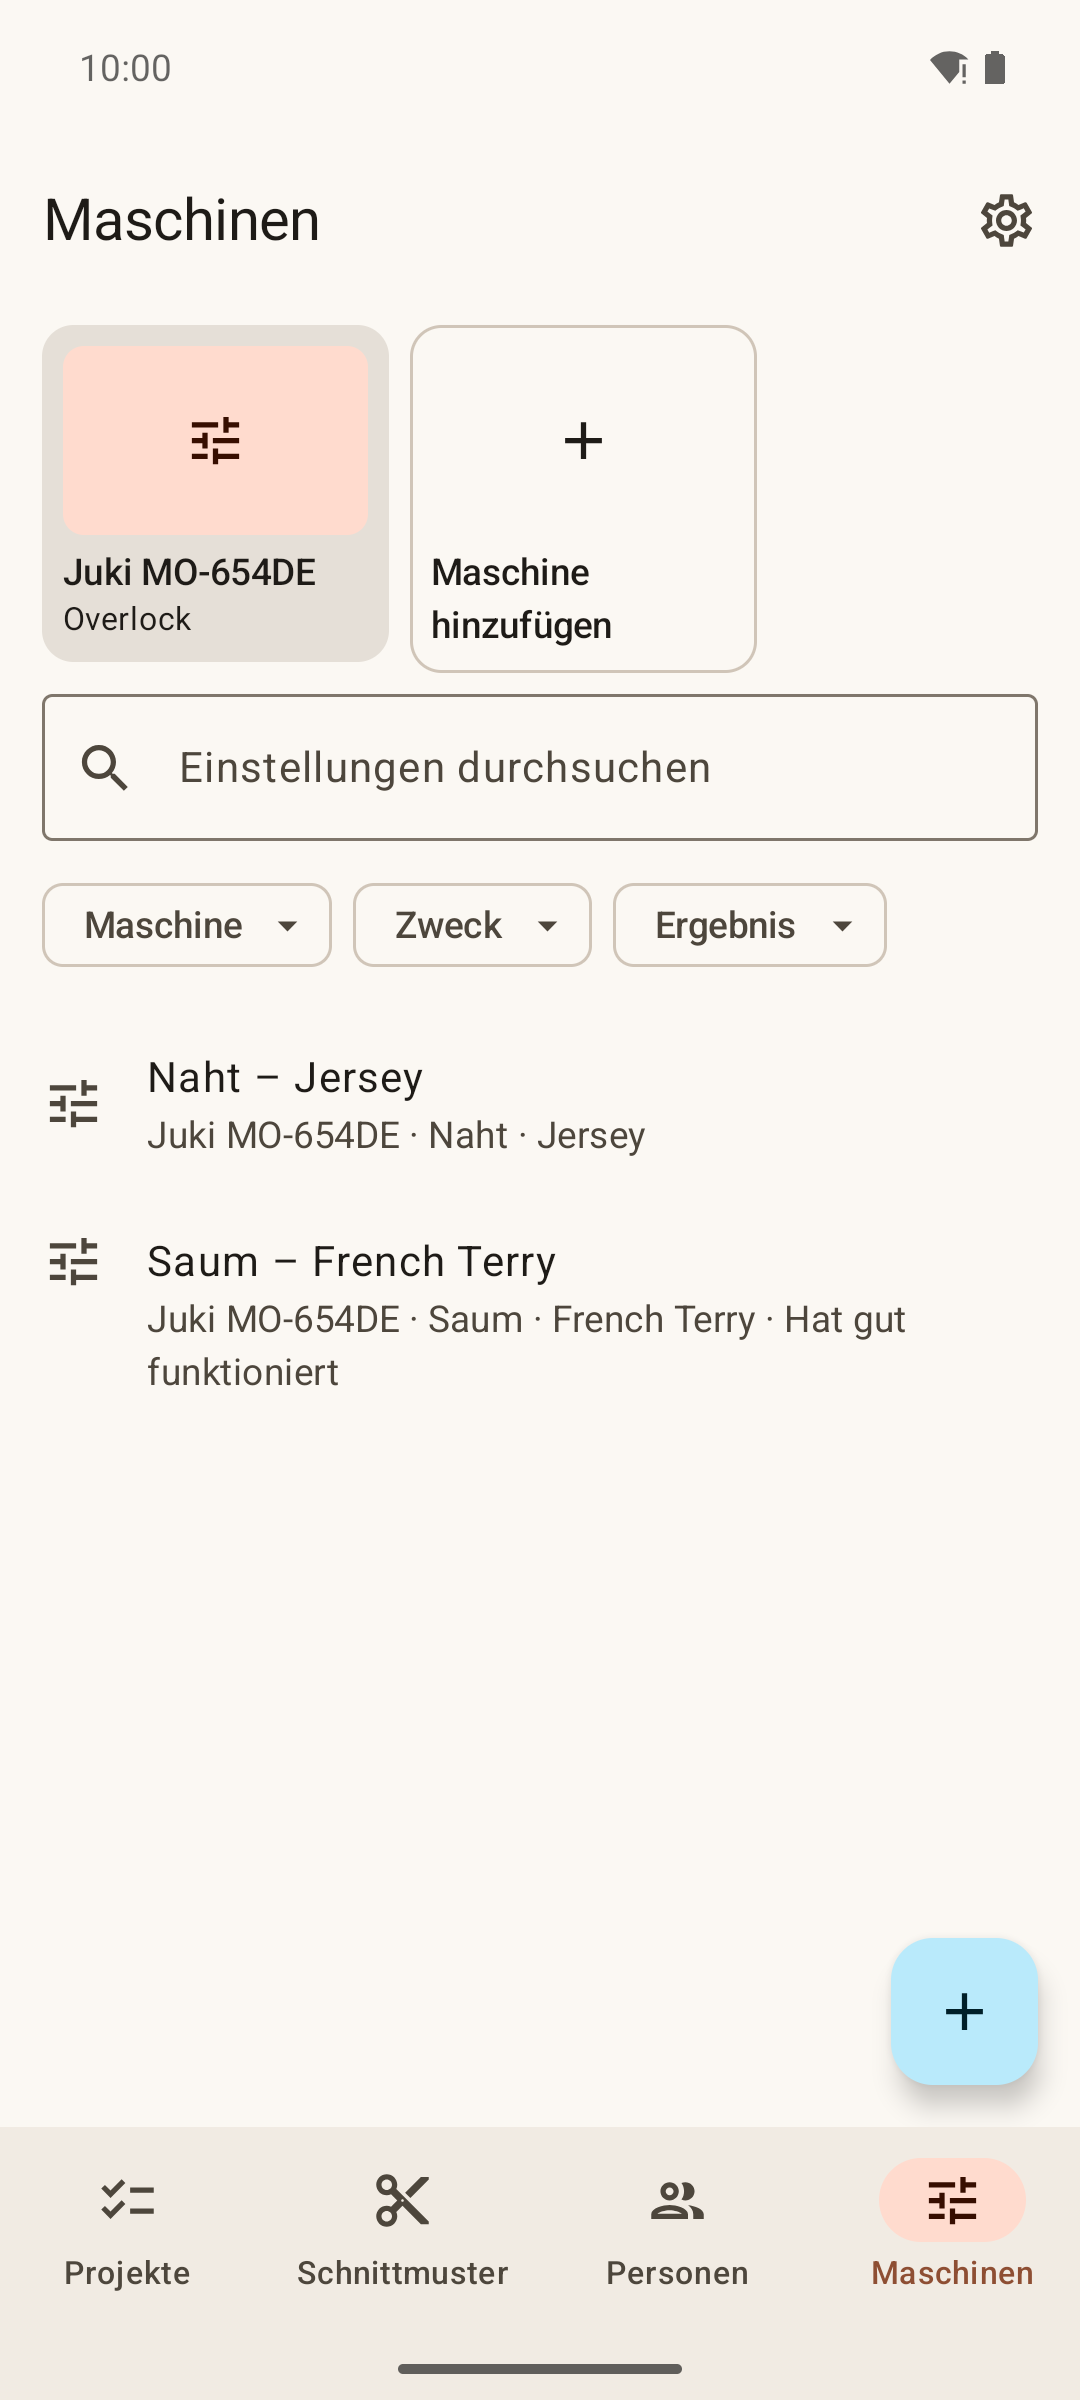 10:00
Maschinen
Juki MO-654DE
Overlock
Maschine
hinzufügen
Einstellungen durchsuchen
Maschine
Zweck
Ergebnis
Naht – Jersey
Juki MO-654DE · Naht · Jersey
Saum – French Terry
Juki MO-654DE · Saum · French Terry · Hat gut
funktioniert
Projekte
Schnittmuster
Personen
Maschinen